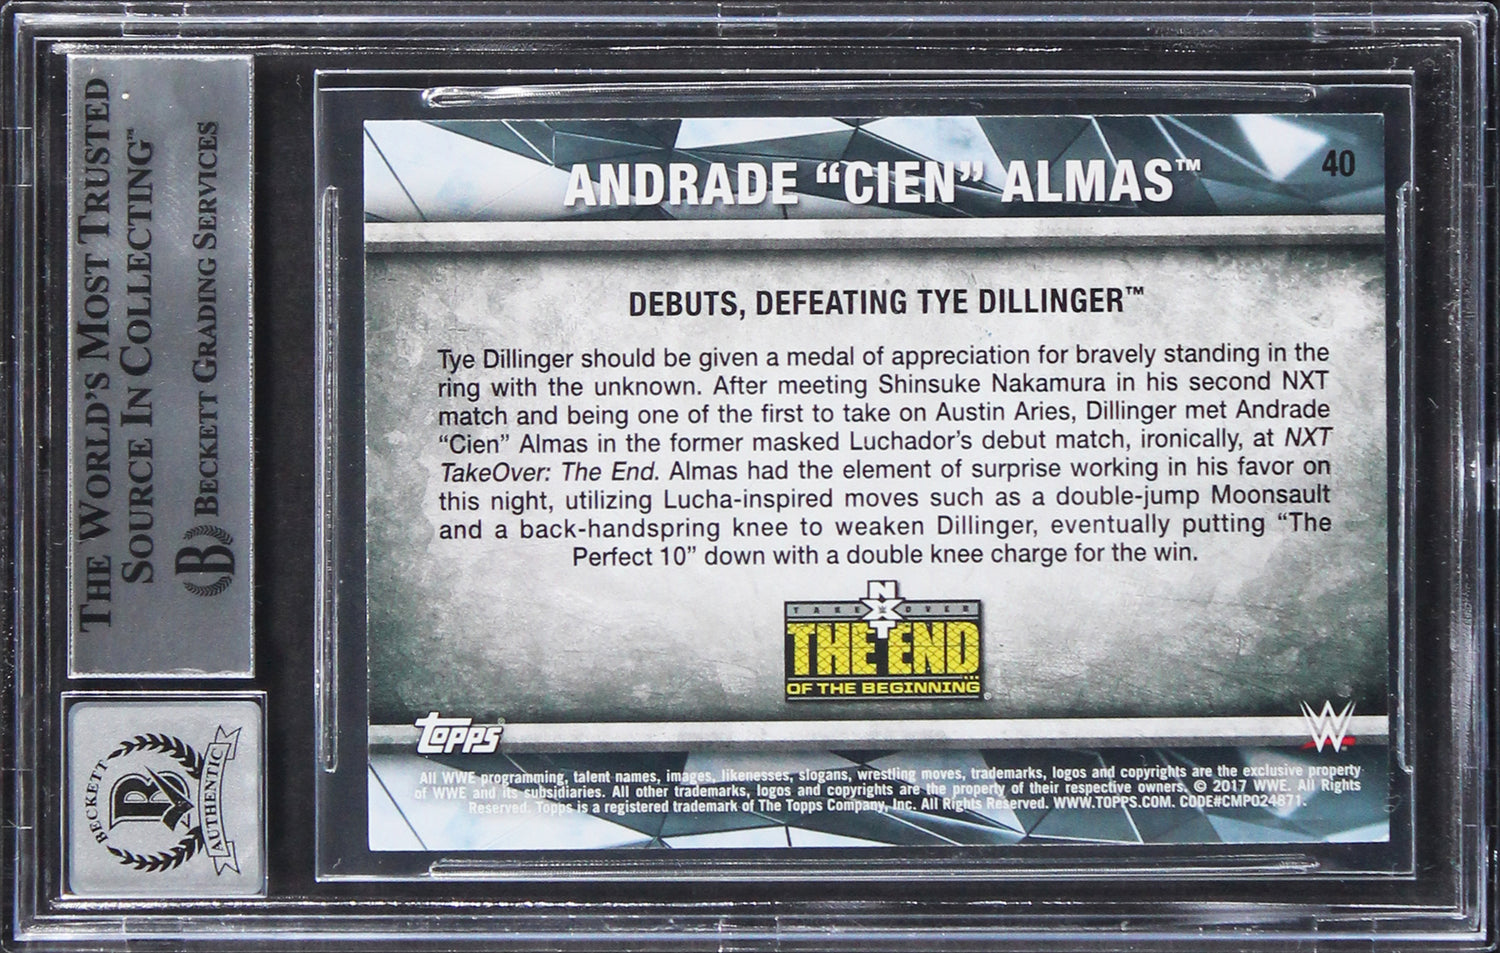 THE WORLD'S MOST TRUSTED
SOURCE IN COLLECTING™
B BECKETT GRADING SERVICES
BECKETT
B
AUTHENTIC
ANDRADE “CIEN” ALMAS™
40
DEBUTS, DEFEATING TYE DILLINGER™
Tye Dillinger should be given a medal of appreciation for bravely standing in the
ring with the unknown. After meeting Shinsuke Nakamura in his second NXT
match and being one of the first to take on Austin Aries, Dillinger met Andrade
“Cien” Almas in the former masked Luchador’s debut match, ironically, at NXT
TakeOver: The End. Almas had the element of surprise working in his favor on
this night, utilizing Lucha-inspired moves such as a double-jump Moonsault
and a back-handspring knee to weaken Dillinger, eventually putting “The
Perfect 10” down with a double knee charge for the win.
NXT
TAKEOVER
THE END...
OF THE BEGINNING
topps®
W
All WWE programming, talent names, images, likenesses, slogans, wrestling moves, trademarks, logos and copyrights are the exclusive property
of WWE and its subsidiaries. All other trademarks, logos and copyrights are the property of their respective owners. © 2017 WWE. All Rights
Reserved. Topps is a registered trademark of The Topps Company, Inc. All Rights Reserved. WWW.TOPPS.COM. CODE#CMP024871.